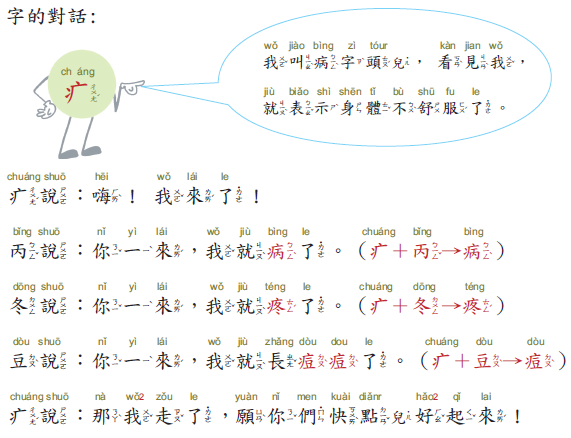 字的對話：
wǒ jiào bìng zì tóur kàn jian wǒ
我叫病字頭兒，看見我，
jiù biǎo shì shēn tǐ bù shū fu le
就表示身體不舒服了。
ch áng
疒
chuáng shuō hēi wǒ lái le
疒說：嗨！我來了！
bǐng shuō nǐ yì lái wǒ jiù bìng le chuáng bǐng bìng
丙說：你一來，我就病了。（疒＋丙→病）
dōng shuō nǐ yì lái wǒ jiù téng le chuáng dōng téng
冬說：你一來，我就疼了。（疒＋冬→疼）
dòu shuō nǐ yì lái wǒ jiù zhǎng dòu dou le chuáng dòu dòu
豆說：你一來，我就長痘痘了。（疒＋豆→痘）
chuáng shuō nà wǒ2 zǒu le yuàn nǐ men kuài diǎnr hǎo2 qǐ lai
疒說：那我走了，願你們快點兒好起來！